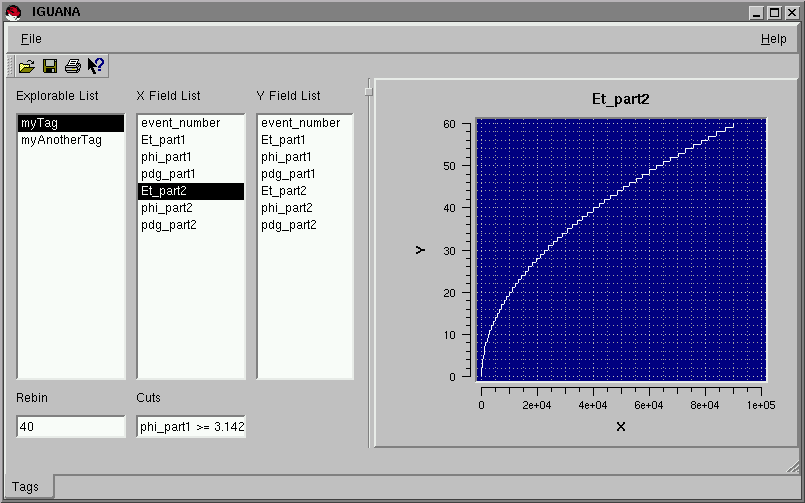 IGUANA
File Help
Explorable List X Field List Y Field List
myTag
myAnotherTag
event_number
Et_part1
phi_part1
pdg_part1
Et_part2
phi_part2
pdg_part2
event_number
Et_part1
phi_part1
pdg_part1
Et_part2
phi_part2
pdg_part2
Rebin Cuts
40 phi_part1 >= 3.142
Et_part2
60
50
40
30
20
10
0
Y
0 2e+04 4e+04 6e+04 8e+04 1e+05
X
Tags